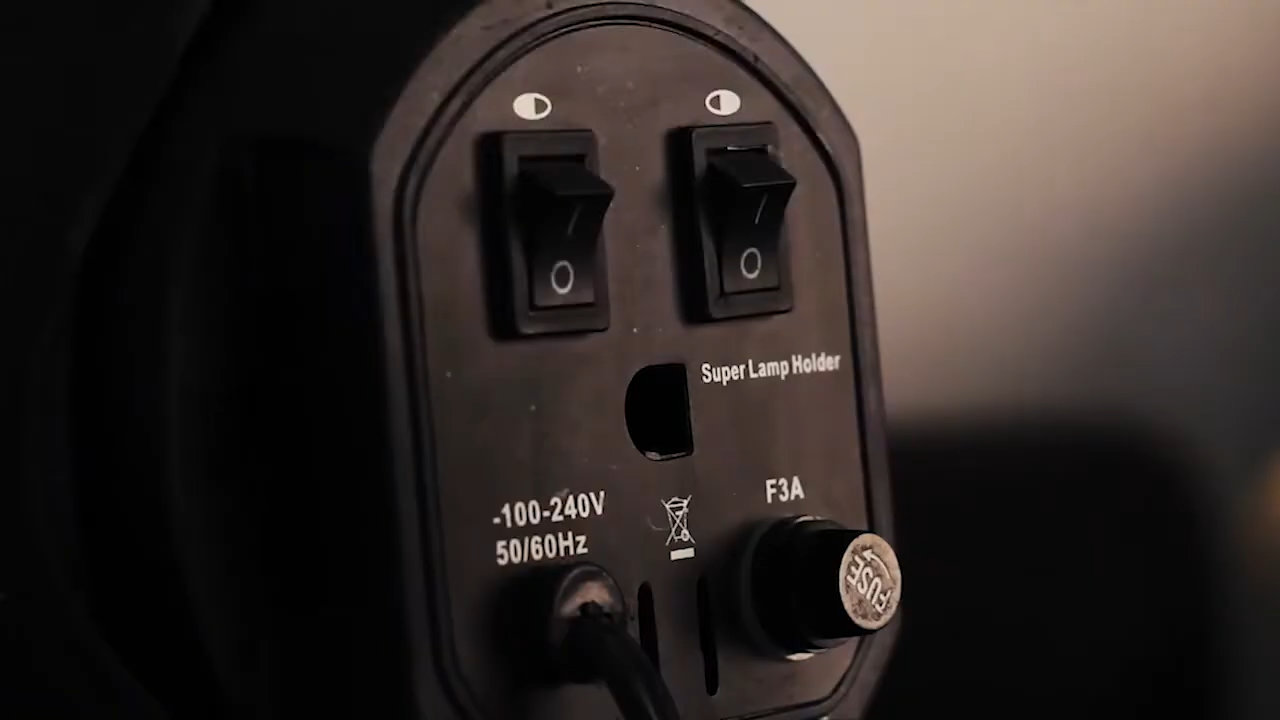 I
I
O
O
Super Lamp Holder
-100-240V
50/60Hz
F3A
FUSE